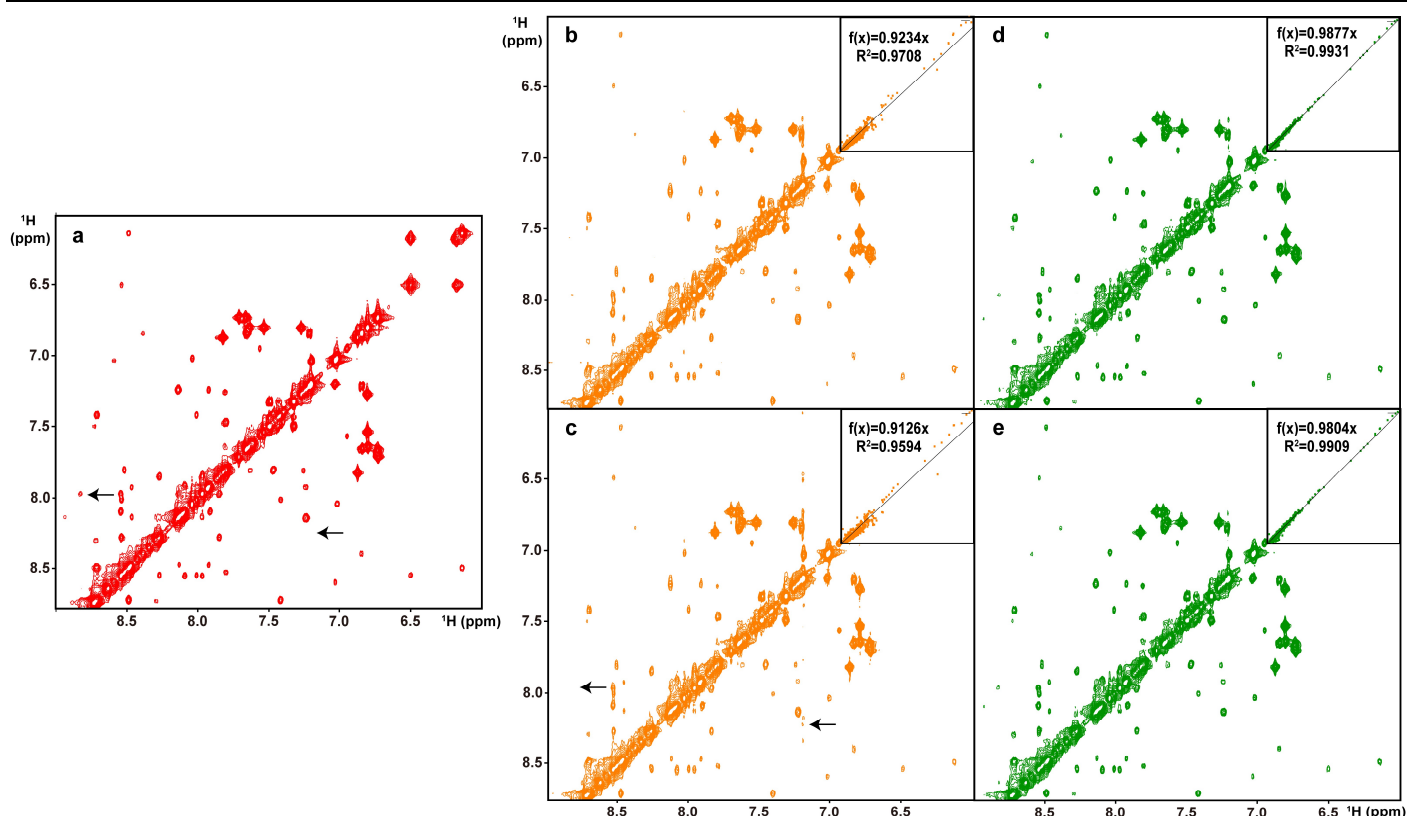 ¹H
(ppm)
a
6.5
7.0
7.5
8.0
8.5
8.5 8.0 7.5 7.0 6.5 ¹H (ppm)
¹H
(ppm)
b
f(x)=0.9234x
R²=0.9708
6.5
7.0
7.5
8.0
8.5
d
f(x)=0.9877x
R²=0.9931
c
f(x)=0.9126x
R²=0.9594
6.5
7.0
7.5
8.0
8.5
8.5 8.0 7.5 7.0 6.5
e
f(x)=0.9804x
R²=0.9909
8.5 8.0 7.5 7.0 6.5 ¹H (ppm)